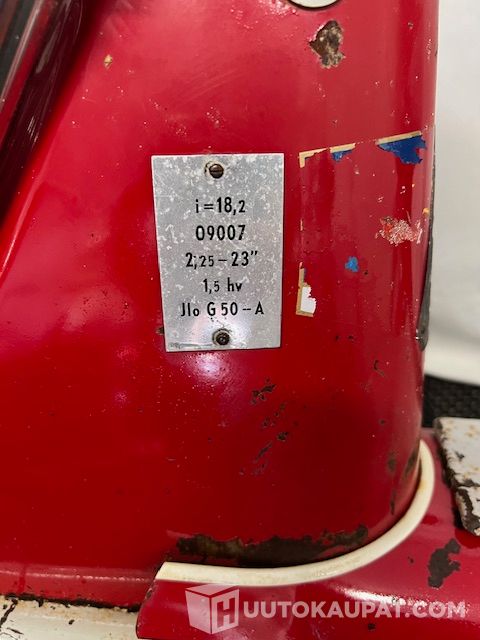 i = 18,2
09007
2,25 - 23"
1,5 hv
Jlo G 50 - A
HUUTOKAUPAT.COM